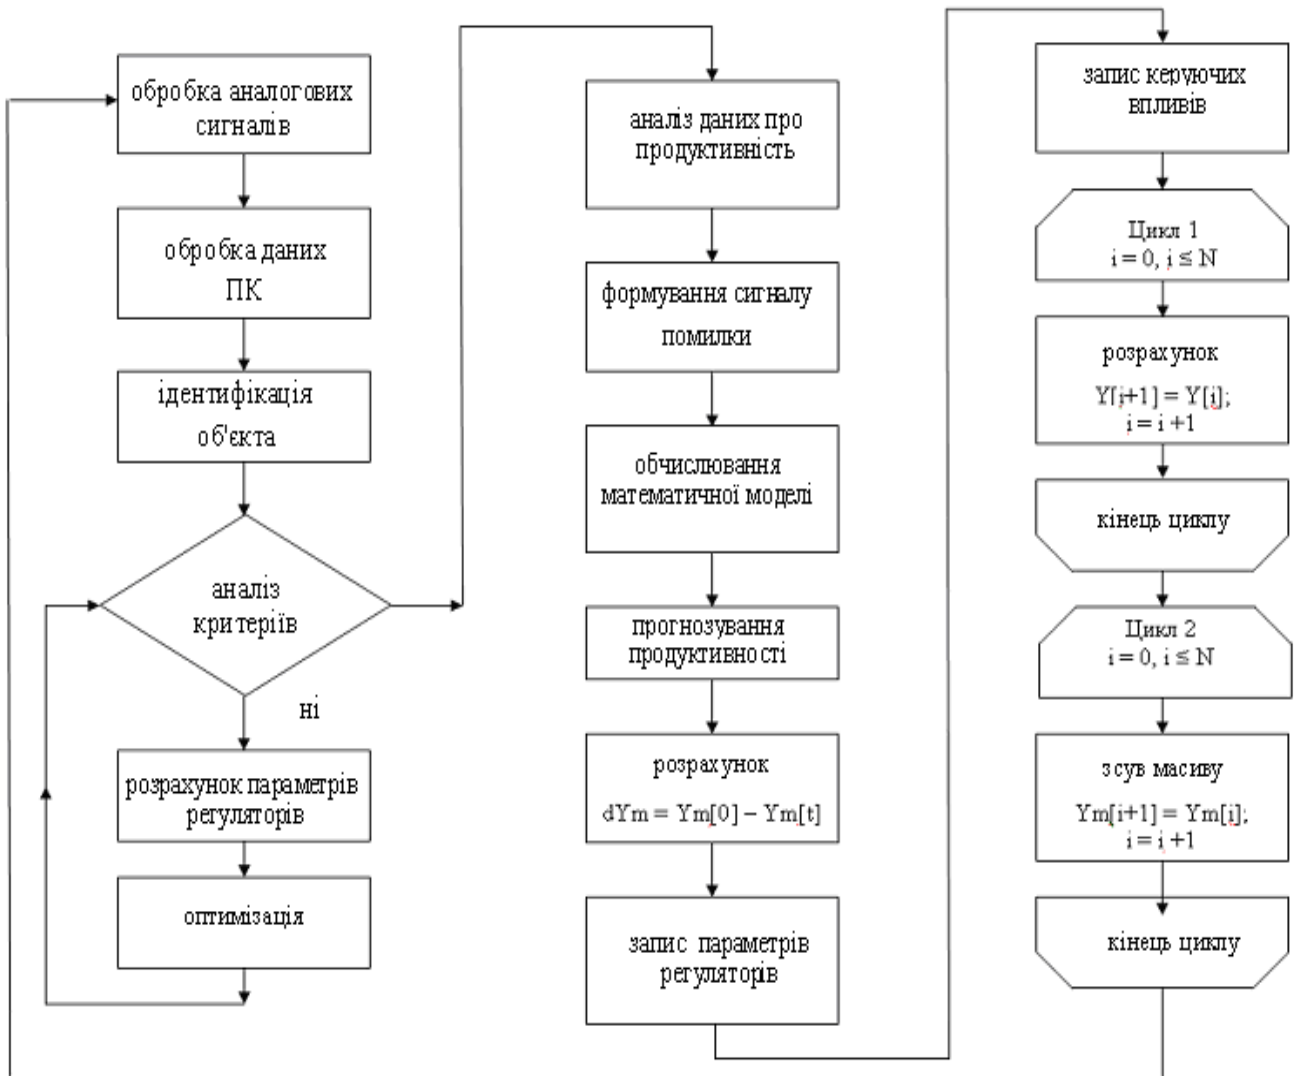 обробка аналогових
сигналів
обробка даних
ПК
ідентифікація
об'єкта
аналіз
критеріїв
ні
розрахунок параметрів
регуляторів
оптимізація
аналіз даних про
продуктивність
формування сигналу
помилки
обчислювання
математичної моделі
прогнозування
продуктивності
розрахунок
dYm = Ym[0] – Ym[t]
запис параметрів
регуляторів
запис керуючих
впливів
Цикл 1
i = 0, i ≤ N
розрахунок
Y[i+1] = Y[i];
i = i +1
кінець циклу
Цикл 2
i = 0, i ≤ N
зсув масиву
Ym[i+1] = Ym[i];
i = i +1
кінець циклу